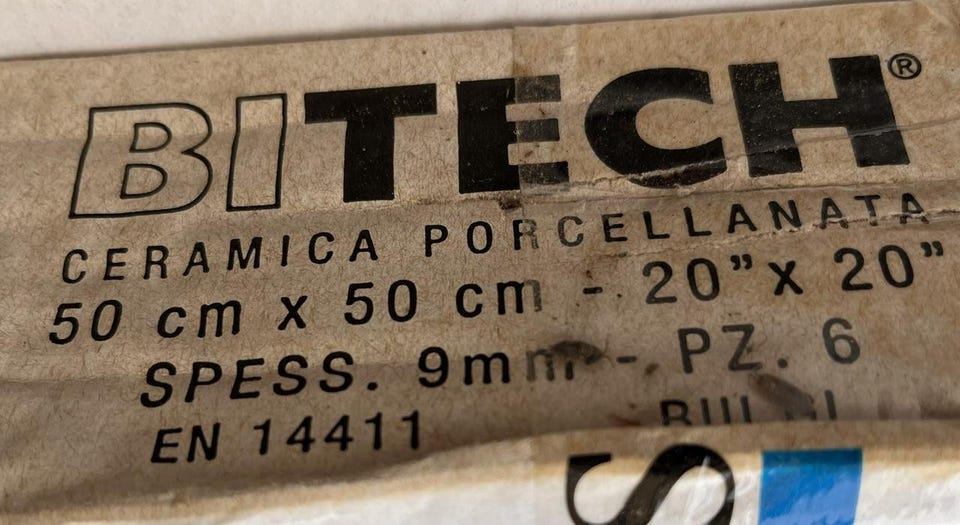 BITECH®
CERAMICA PORCELLANATA
50 cm x 50 cm - 20” x 20”
SPESS. 9mm - PZ. 6
EN 14411
S